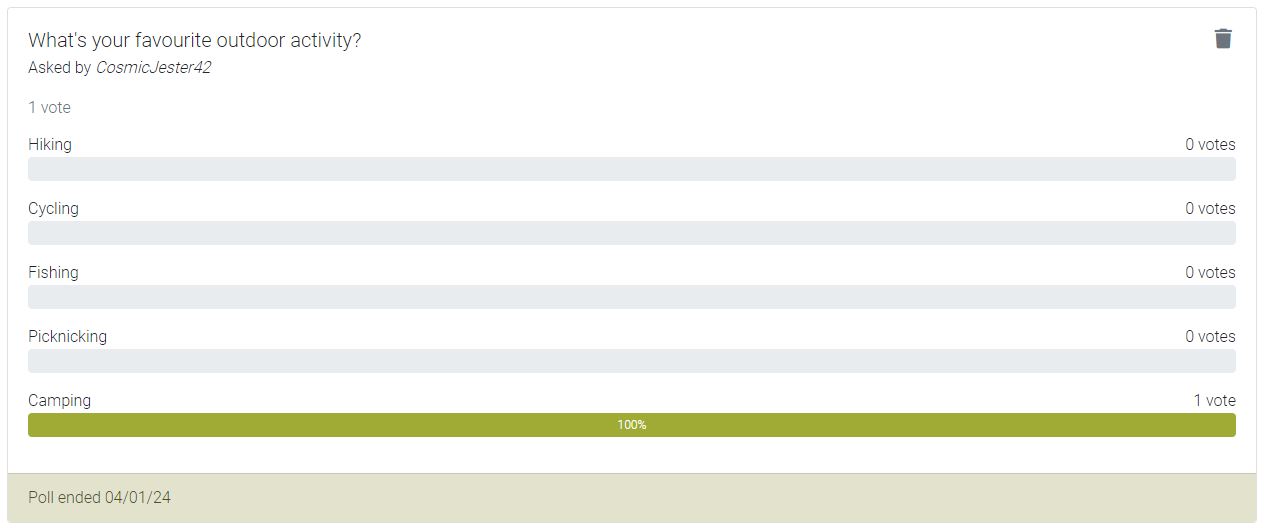 What's your favourite outdoor activity?
Asked by CosmicJester42
1 vote
Hiking 0 votes
Cycling 0 votes
Fishing 0 votes
Picknicking 0 votes
Camping 1 vote
100%
Poll ended 04/01/24